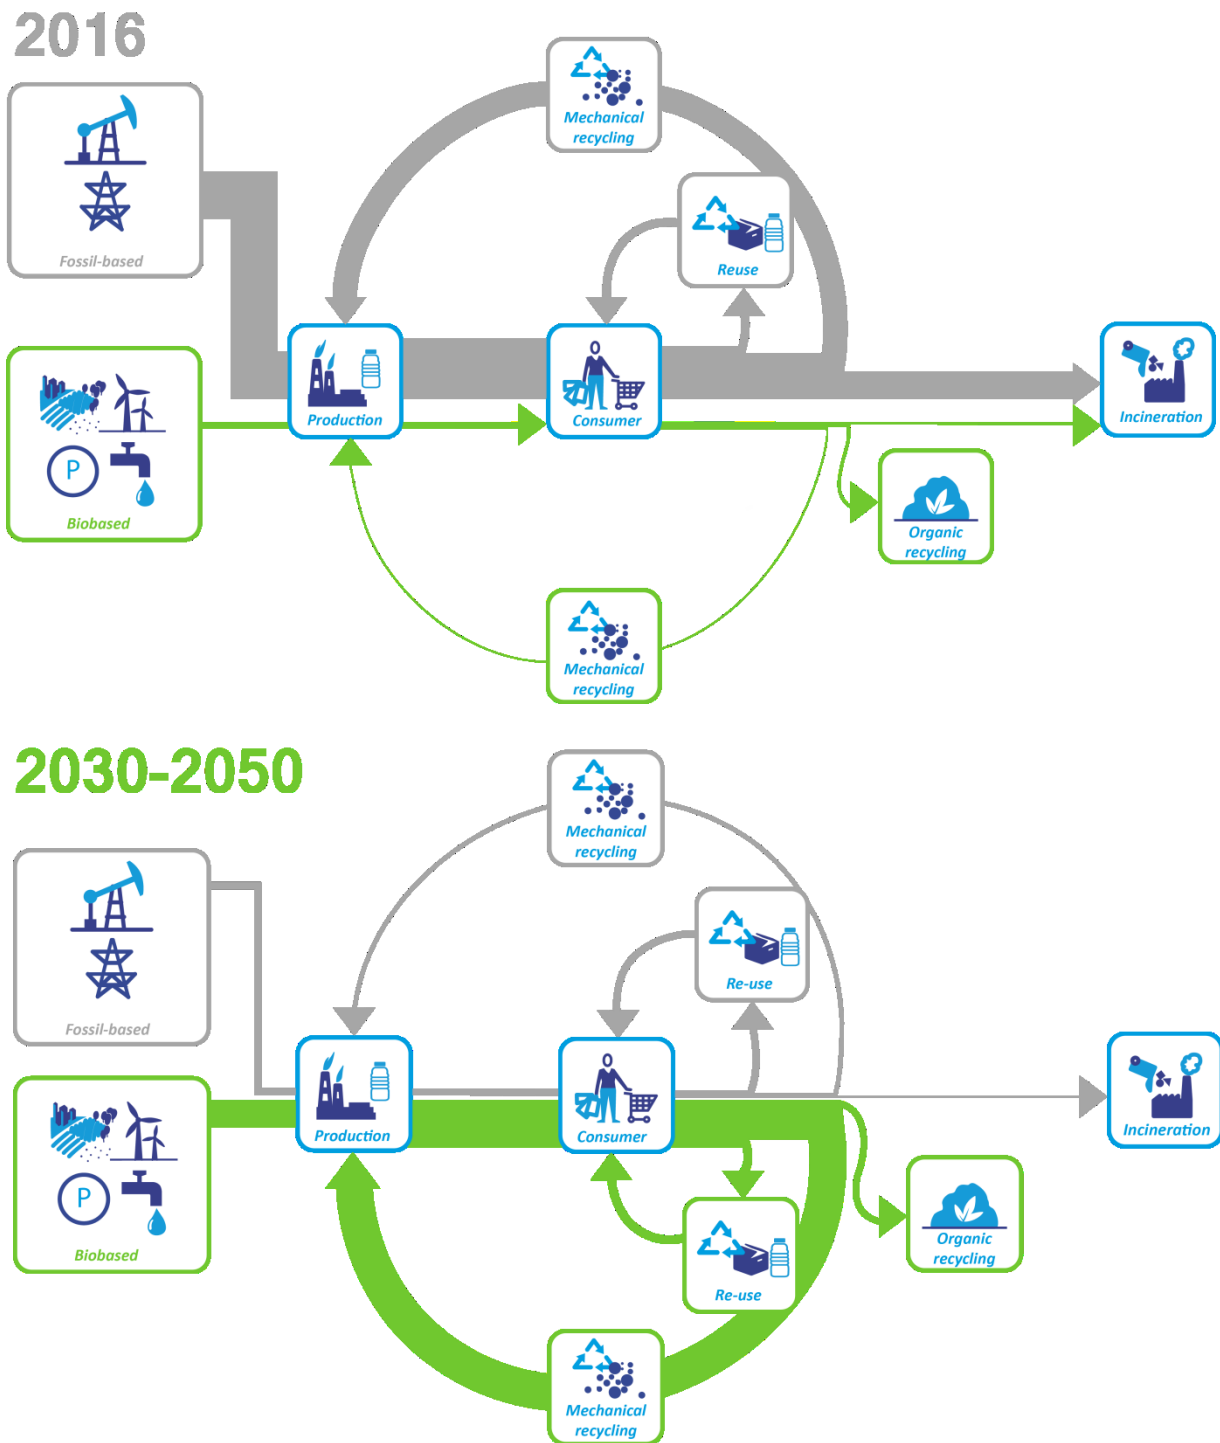 2016
Mechanical
recycling
Fossil-based
Reuse
Production
Consumer
Incineration
P
Biobased
Organic
recycling
Mechanical
recycling
2030-2050
Mechanical
recycling
Fossil-based
Re-use
Production
Consumer
Incineration
P
Biobased
Organic
recycling
Re-use
Mechanical
recycling